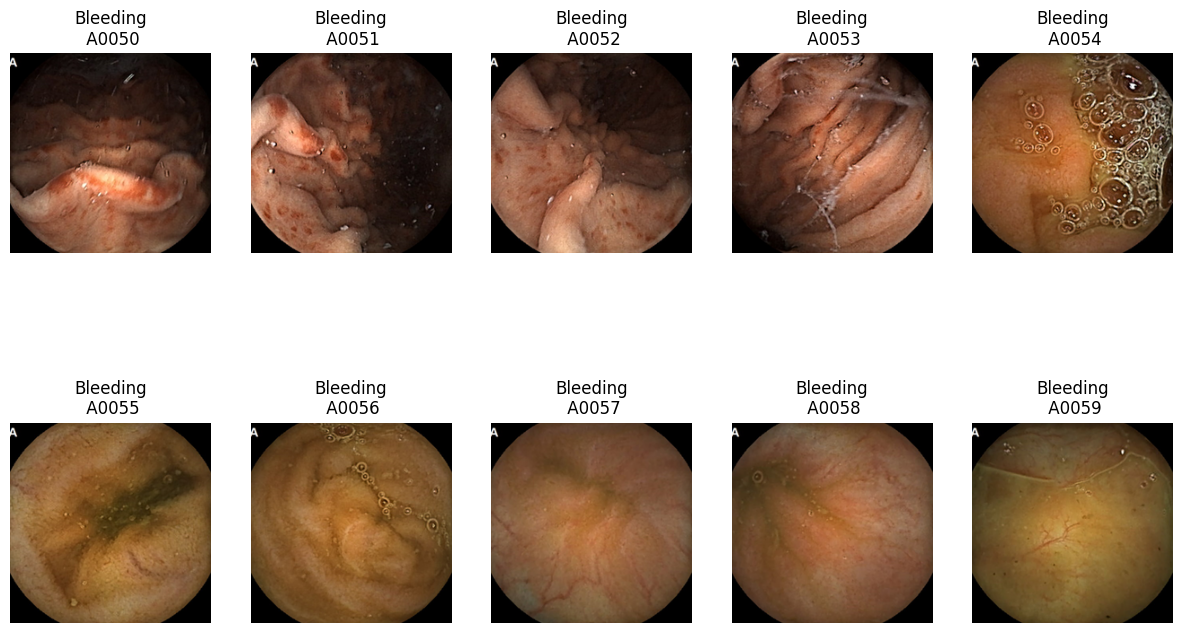 Bleeding
A0050
Bleeding
A0051
Bleeding
A0052
Bleeding
A0053
Bleeding
A0054
A
A
A
A
A
Bleeding
A0055
Bleeding
A0056
Bleeding
A0057
Bleeding
A0058
Bleeding
A0059
A
A
A
A
A